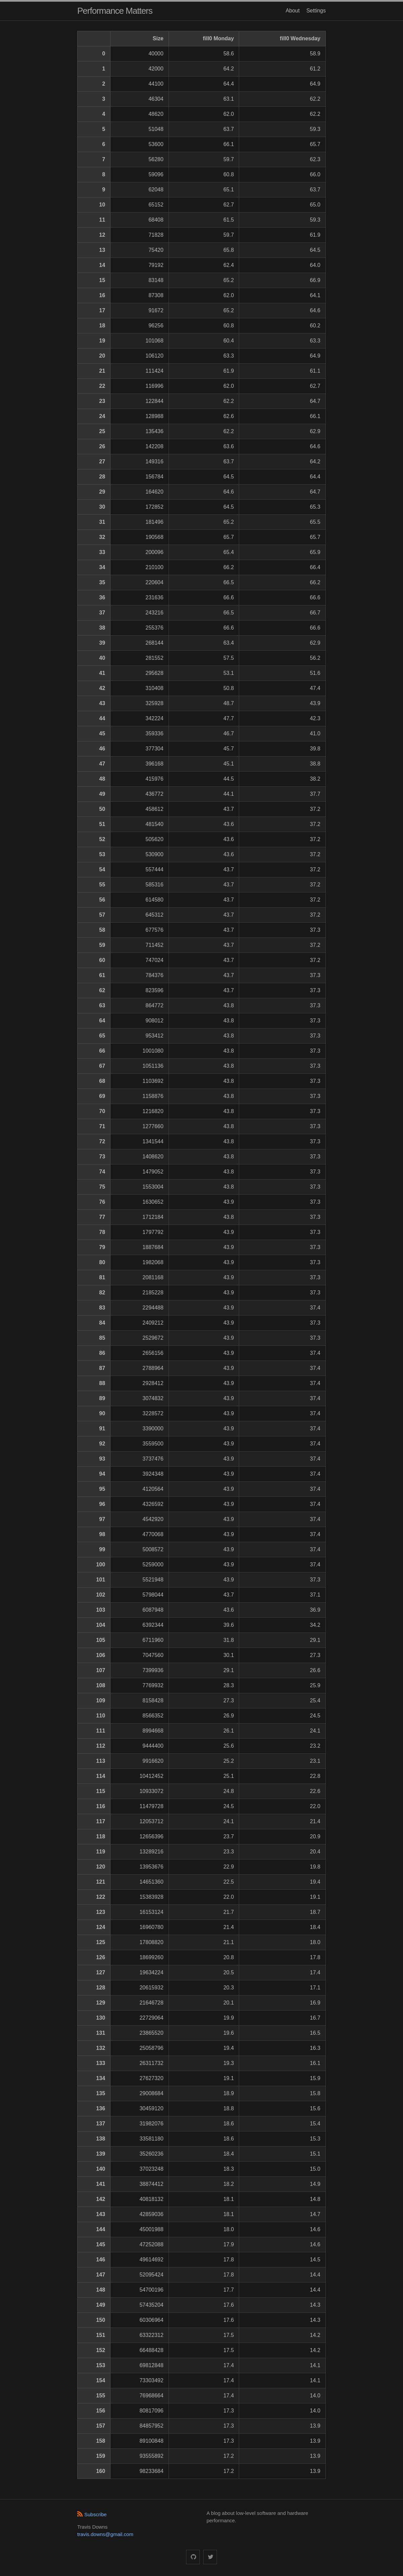 Performance Matters
About Settings
Size fill0 Monday fill0 Wednesday
0 40000 58.6 58.9
1 42000 64.2 61.2
2 44100 64.4 64.9
3 46304 63.1 62.2
4 48620 62.0 62.2
5 51048 63.7 59.3
6 53600 66.1 65.7
7 56280 59.7 62.3
8 59096 60.8 66.0
9 62048 65.1 63.7
10 65152 62.7 65.0
11 68408 61.5 59.3
12 71828 59.7 61.9
13 75420 65.8 64.5
14 79192 62.4 64.0
15 83148 65.2 66.9
16 87308 62.0 64.1
17 91672 65.2 64.6
18 96256 60.8 60.2
19 101068 60.4 63.3
20 106120 63.3 64.9
21 111424 61.9 61.1
22 116996 62.0 62.7
23 122844 62.2 64.7
24 128988 62.6 66.1
25 135436 62.2 62.9
26 142208 63.6 64.6
27 149316 63.7 64.2
28 156784 64.5 64.4
29 164620 64.6 64.7
30 172852 64.5 65.3
31 181496 65.2 65.5
32 190568 65.7 65.7
33 200096 65.4 65.9
34 210100 66.2 66.4
35 220604 66.5 66.2
36 231636 66.6 66.6
37 243216 66.5 66.7
38 255376 66.6 66.6
39 268144 63.4 62.9
40 281552 57.5 56.2
41 295628 53.1 51.6
42 310408 50.8 47.4
43 325928 48.7 43.9
44 342224 47.7 42.3
45 359336 46.7 41.0
46 377304 45.7 39.8
47 396168 45.1 38.8
48 415976 44.5 38.2
49 436772 44.1 37.7
50 458612 43.7 37.2
51 481540 43.6 37.2
52 505620 43.6 37.2
53 530900 43.6 37.2
54 557444 43.7 37.2
55 585316 43.7 37.2
56 614580 43.7 37.2
57 645312 43.7 37.2
58 677576 43.7 37.3
59 711452 43.7 37.2
60 747024 43.7 37.2
61 784376 43.7 37.3
62 823596 43.7 37.3
63 864772 43.8 37.3
64 908012 43.8 37.3
65 953412 43.8 37.3
66 1001080 43.8 37.3
67 1051136 43.8 37.3
68 1103692 43.8 37.3
69 1158876 43.8 37.3
70 1216820 43.8 37.3
71 1277660 43.8 37.3
72 1341544 43.8 37.3
73 1408620 43.8 37.3
74 1479052 43.8 37.3
75 1553004 43.8 37.3
76 1630652 43.9 37.3
77 1712184 43.8 37.3
78 1797792 43.9 37.3
79 1887684 43.9 37.3
80 1982068 43.9 37.3
81 2081168 43.9 37.3
82 2185228 43.9 37.3
83 2294488 43.9 37.4
84 2409212 43.9 37.3
85 2529672 43.9 37.3
86 2656156 43.9 37.4
87 2788964 43.9 37.4
88 2928412 43.9 37.4
89 3074832 43.9 37.4
90 3228572 43.9 37.4
91 3390000 43.9 37.4
92 3559500 43.9 37.4
93 3737476 43.9 37.4
94 3924348 43.9 37.4
95 4120564 43.9 37.4
96 4326592 43.9 37.4
97 4542920 43.9 37.4
98 4770068 43.9 37.4
99 5008572 43.9 37.4
100 5259000 43.9 37.4
101 5521948 43.9 37.3
102 5798044 43.7 37.1
103 6087948 43.6 36.9
104 6392344 39.6 34.2
105 6711960 31.8 29.1
106 7047560 30.1 27.3
107 7399936 29.1 26.6
108 7769932 28.3 25.9
109 8158428 27.3 25.4
110 8566352 26.9 24.5
111 8994668 26.1 24.1
112 9444400 25.6 23.2
113 9916620 25.2 23.1
114 10412452 25.1 22.8
115 10933072 24.8 22.6
116 11479728 24.5 22.0
117 12053712 24.1 21.4
118 12656396 23.7 20.9
119 13289216 23.3 20.4
120 13953676 22.9 19.8
121 14651360 22.5 19.4
122 15383928 22.0 19.1
123 16153124 21.7 18.7
124 16960780 21.4 18.4
125 17808820 21.1 18.0
126 18699260 20.8 17.8
127 19634224 20.5 17.4
128 20615932 20.3 17.1
129 21646728 20.1 16.9
130 22729064 19.9 16.7
131 23865520 19.6 16.5
132 25058796 19.4 16.3
133 26311732 19.3 16.1
134 27627320 19.1 15.9
135 29008684 18.9 15.8
136 30459120 18.8 15.6
137 31982076 18.6 15.4
138 33581180 18.6 15.3
139 35260236 18.4 15.1
140 37023248 18.3 15.0
141 38874412 18.2 14.9
142 40818132 18.1 14.8
143 42859036 18.1 14.7
144 45001988 18.0 14.6
145 47252088 17.9 14.6
146 49614692 17.8 14.5
147 52095424 17.8 14.4
148 54700196 17.7 14.4
149 57435204 17.6 14.3
150 60306964 17.6 14.3
151 63322312 17.5 14.2
152 66488428 17.5 14.2
153 69812848 17.4 14.1
154 73303492 17.4 14.1
155 76968664 17.4 14.0
156 80817096 17.3 14.0
157 84857952 17.3 13.9
158 89100848 17.3 13.9
159 93555892 17.2 13.9
160 98233684 17.2 13.9
Subscribe
Travis Downs
travis.downs@gmail.com
A blog about low-level software and hardware
performance.